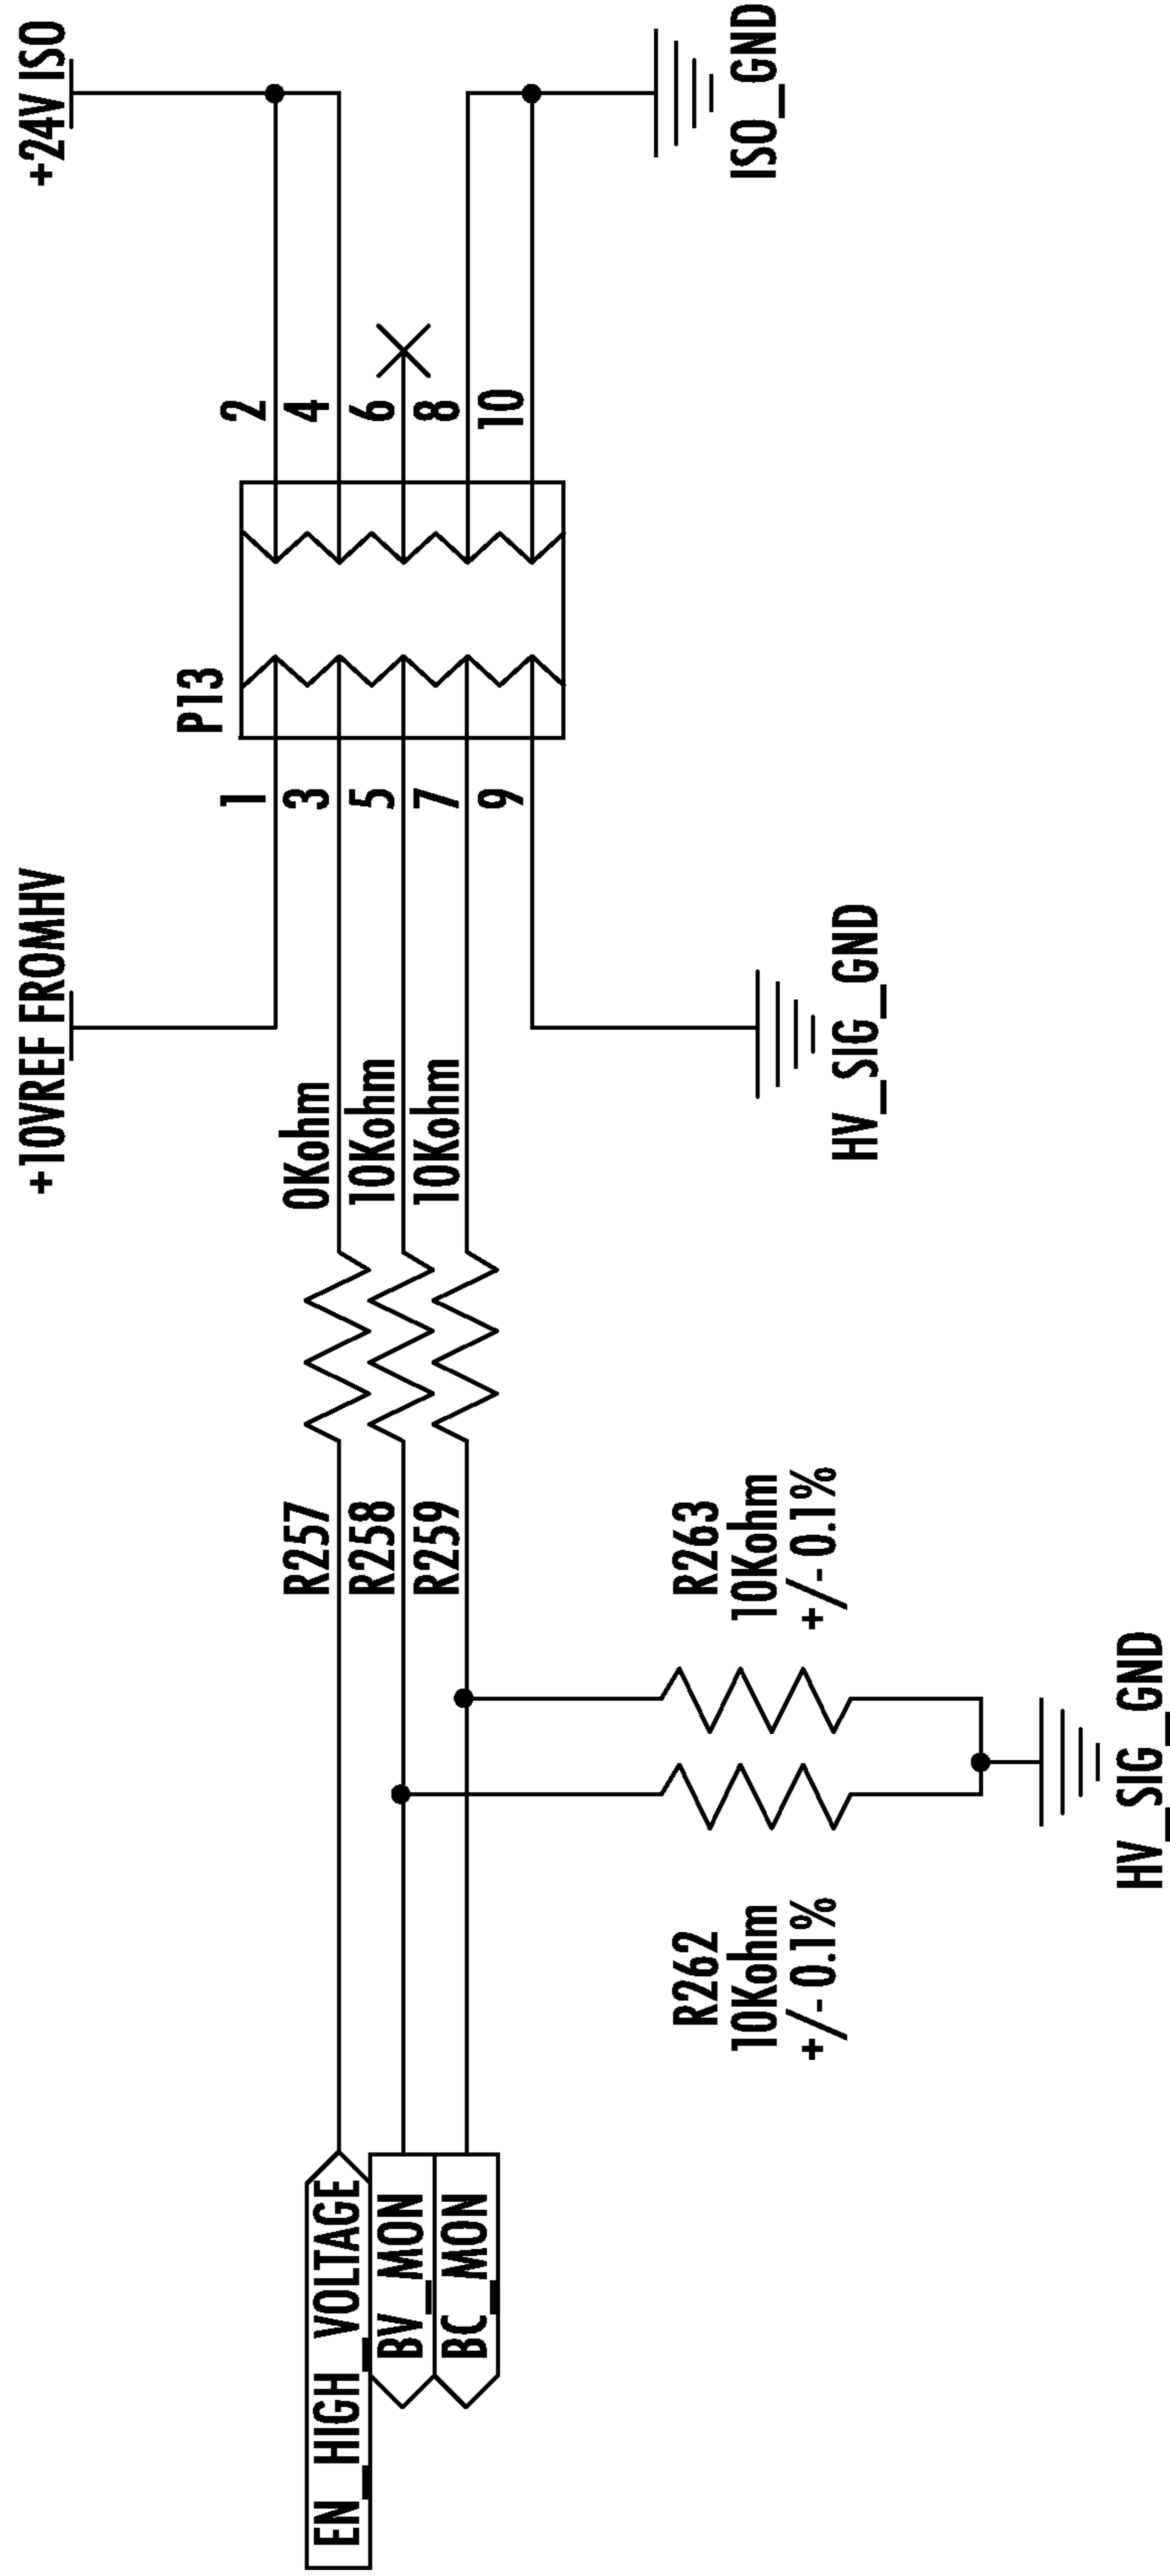 +10VREF FROMHV
+24V ISO
P13
1
2
3
4
5
6
7
8
9
10
R257
0Kohm
R258
10Kohm
R259
10Kohm
EN_HIGH_VOLTAGE
BV_MON
BC_MON
R262
10Kohm
+/-0.1%
R263
10Kohm
+/-0.1%
HV_SIG_GND
ISO_GND
HV_SIG_GND